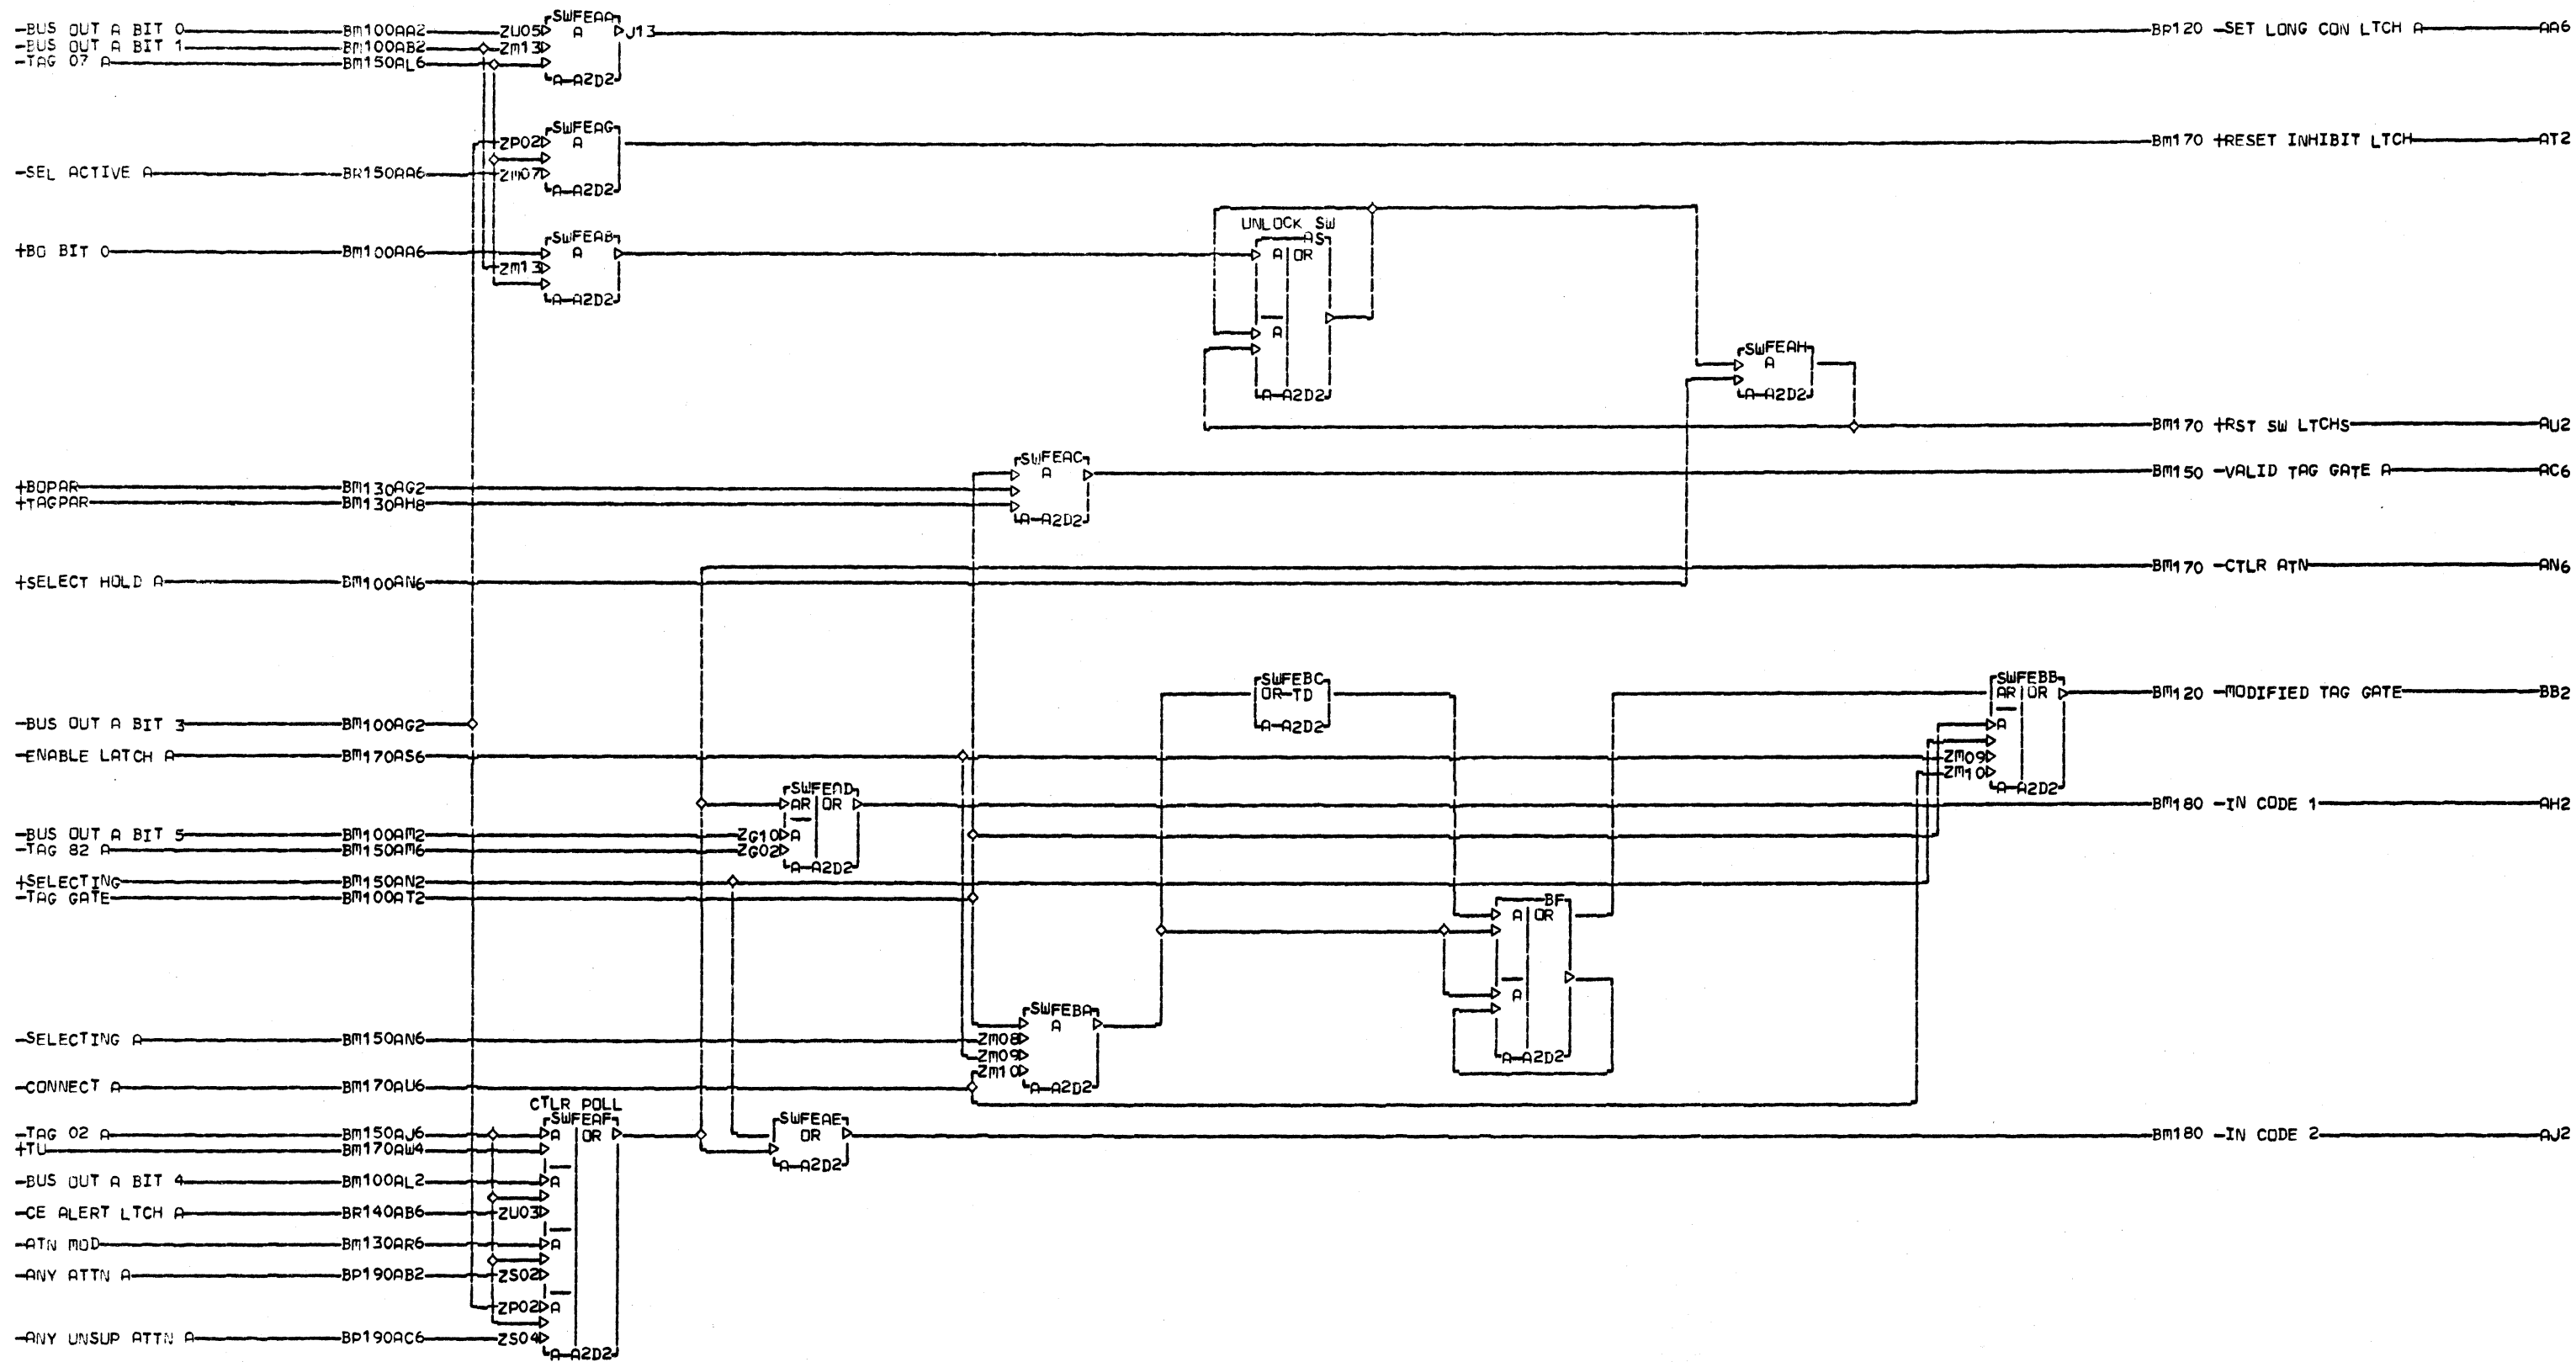 SWFEAA
-BUS OUT A BIT 0 BM100AA2 ZU05 A J13 BP120 -SET LONG CON LTCH A AA6
-BUS OUT A BIT 1 BM100AB2 ZM13
-TAG 07 A BM150AL6
A-A2D2
SWFEAG
ZP02 A BM170 +RESET INHIBIT LTCH AT2
-SEL ACTIVE A BR150AA6 ZM07
A-A2D2
UNLOCK SW
SWFEAB AS
+BO BIT 0 BM100AA6 A A OR
ZM13
A-A2D2
A
SWFEAH
A
A-A2D2 A-A2D2
BM170 +RST SW LTCHS AU2
SWFEAC
A BM150 -VALID TAG GATE A AC6
+BOPAR BM130AG2
+TAGPAR BM130AH8
A-A2D2
BM170 -CTLR ATN AN6
+SELECT HOLD A BM100AN6
SWFEBC SWFEBB
OR-TD AR OR BM120 -MODIFIED TAG GATE BB2
-BUS OUT A BIT 3 BM100AG2 A-A2D2 A
-ENABLE LATCH A BM170AS6 ZM09
ZM10
SWFEAD A-A2D2
AR OR BM180 -IN CODE 1 AH2
-BUS OUT A BIT 5 BM100AM2 ZG10 A
-TAG 82 A BM150AM6 ZG02
A-A2D2
+SELECTING BM150AN2
-TAG GATE BM100AT2 BF
A OR
A
SWFEBA
A
-SELECTING A BM150AN6 ZM08
ZM09 A-A2D2
ZM10
-CONNECT A BM170AU6 A-A2D2
CTLR POLL
SWFEAF SWFEAE
-TAG 02 A BM150AJ6 A OR OR BM180 -IN CODE 2 AJ2
+TU BM170AW4
A-A2D2
-BUS OUT A BIT 4 BM100AL2 A
-CE ALERT LTCH A BR140AB6 ZU03
-ATN MOD BM130AR6 A
-ANY ATTN A BP190AB2 ZS02
ZP02 A
-ANY UNSUP ATTN A BP190AC6 ZS04
A-A2D2